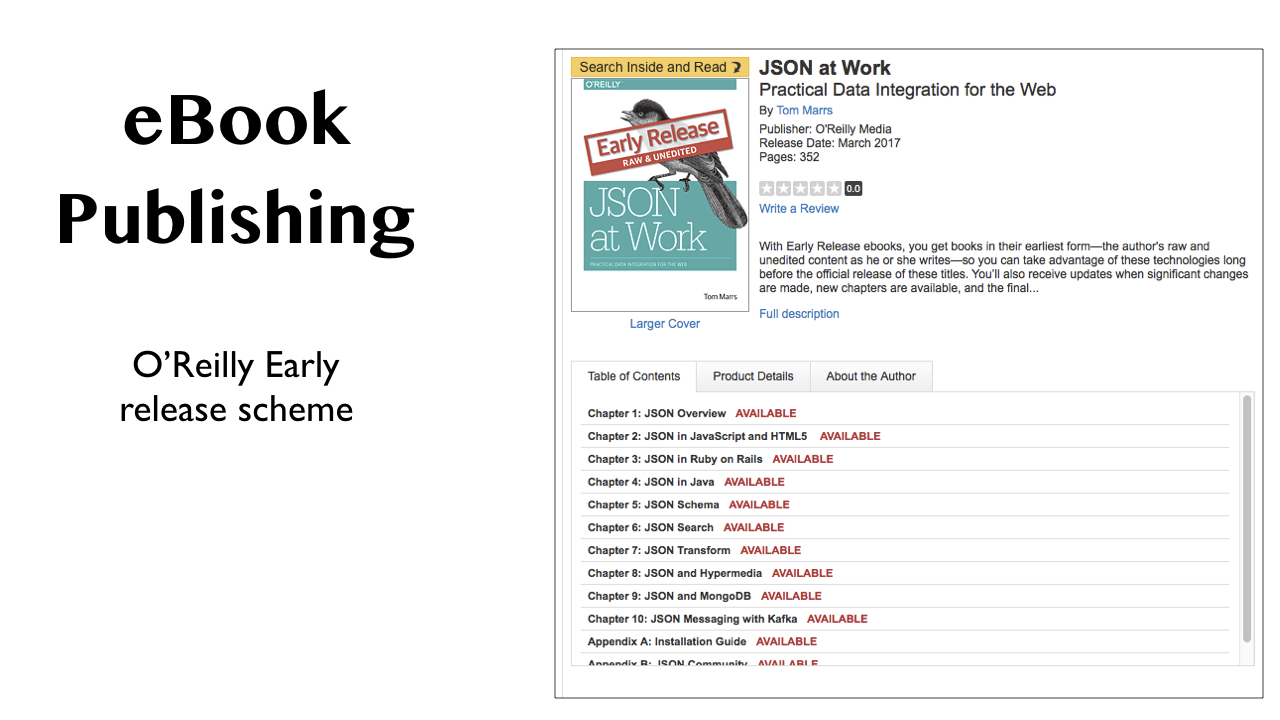 eBook
Publishing
O’Reilly Early
release scheme
Search Inside and Read
O'REILLY
Early Release
RAW & UNEDITED
JSON
at Work
PRACTICAL DATA INTEGRATION FOR THE WEB
Tom Marrs
Larger Cover
JSON at Work
Practical Data Integration for the Web
By Tom Marrs
Publisher: O'Reilly Media
Release Date: March 2017
Pages: 352
0.0
Write a Review
With Early Release ebooks, you get books in their earliest form—the author's raw and
unedited content as he or she writes—so you can take advantage of these technologies long
before the official release of these titles. You'll also receive updates when significant changes
are made, new chapters are available, and the final...
Full description
Table of Contents Product Details About the Author
Chapter 1: JSON Overview AVAILABLE
Chapter 2: JSON in JavaScript and HTML5 AVAILABLE
Chapter 3: JSON in Ruby on Rails AVAILABLE
Chapter 4: JSON in Java AVAILABLE
Chapter 5: JSON Schema AVAILABLE
Chapter 6: JSON Search AVAILABLE
Chapter 7: JSON Transform AVAILABLE
Chapter 8: JSON and Hypermedia AVAILABLE
Chapter 9: JSON and MongoDB AVAILABLE
Chapter 10: JSON Messaging with Kafka AVAILABLE
Appendix A: Installation Guide AVAILABLE
Appendix B: JSON Community AVAILABLE